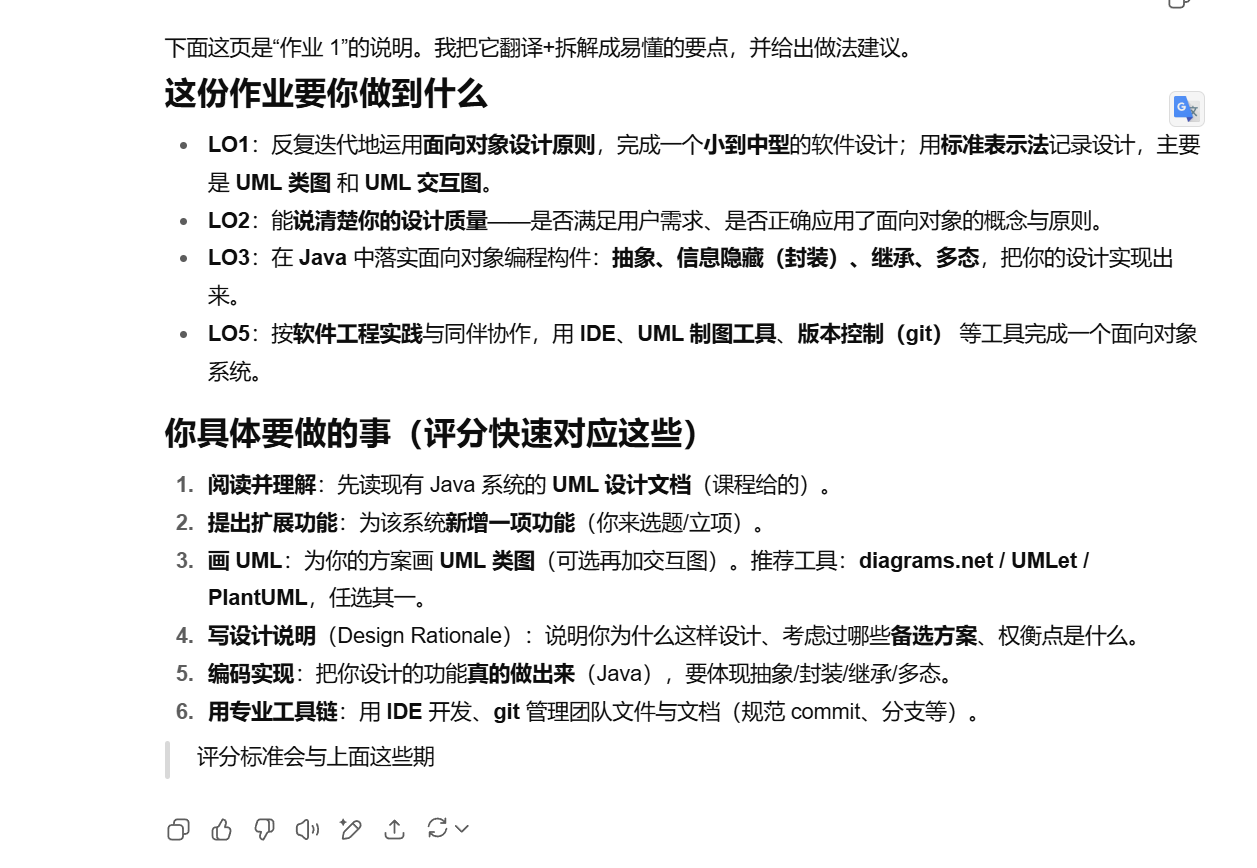 下面这页是“作业 1”的说明。我把它翻译+拆解成易懂的要点，并给出做法建议。
这份作业要你做到什么
• LO1：反复迭代地运用面向对象设计原则，完成一个小到中型的软件设计；用标准表示法记录设计，主要
是 UML 类图 和 UML 交互图。
• LO2：能说清楚你的设计质量——是否满足用户需求、是否正确应用了面向对象的概念与原则。
• LO3：在 Java 中落实面向对象编程构件：抽象、信息隐藏（封装）、继承、多态，把你的设计实现出
来。
• LO5：按软件工程实践与同伴协作，用 IDE、UML 制图工具、版本控制（git） 等工具完成一个面向对象
系统。
你具体要做的事（评分快速对应这些）
1. 阅读并理解：先读现有 Java 系统的 UML 设计文档（课程给的）。
2. 提出扩展功能：为该系统新增一项功能（你来选题/立项）。
3. 画 UML：为你的方案画 UML 类图（可选再加交互图）。推荐工具：diagrams.net / UMLet /
PlantUML，任选其一。
4. 写设计说明（Design Rationale）：说明你为什么这样设计、考虑过哪些备选方案、权衡点是什么。
5. 编码实现：把你设计的功能真的做出来（Java），要体现抽象/封装/继承/多态。
6. 用专业工具链：用 IDE 开发、git 管理团队文件与文档（规范 commit、分支等）。
评分标准会与上面这些期